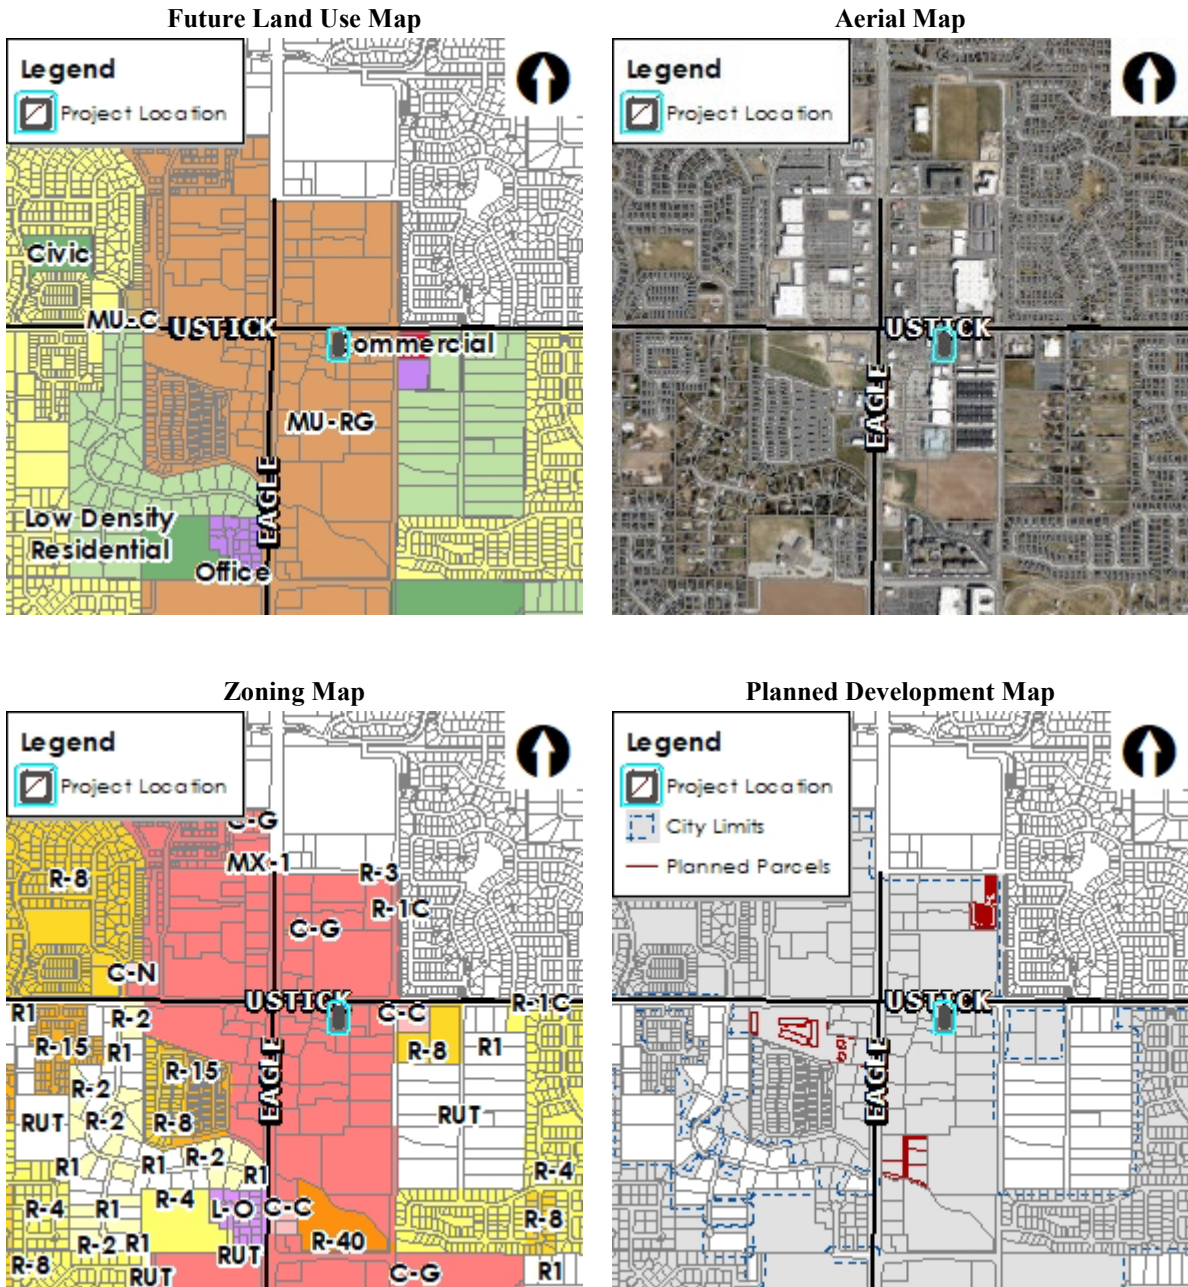 Future Land Use Map
Legend
Project Location
Civic
MU-C
USTICK
ommercial
MU-RG
EAGLE
Low Density
Residential
Office
Aerial Map
Legend
Project Location
USTICK
EAGLE
Zoning Map
Legend
Project Location
C-G
MX-1
R-8
R-3
R-1C
C-G
C-N
USTICK
R1
R-2
C-C
R-1C
R-15
R1
R-8
R1
R-15
EAGLE
R-2
RUT
R-2
R-8
RUT
R-2
R1
R1
R1
R-4
R-4
R1
R-4
L-O
C-C
R-8
R-2
R1
RUT
R-40
R-8
RUT
C-G
R1
Planned Development Map
Legend
Project Location
City Limits
Planned Parcels
USTICK
EAGLE